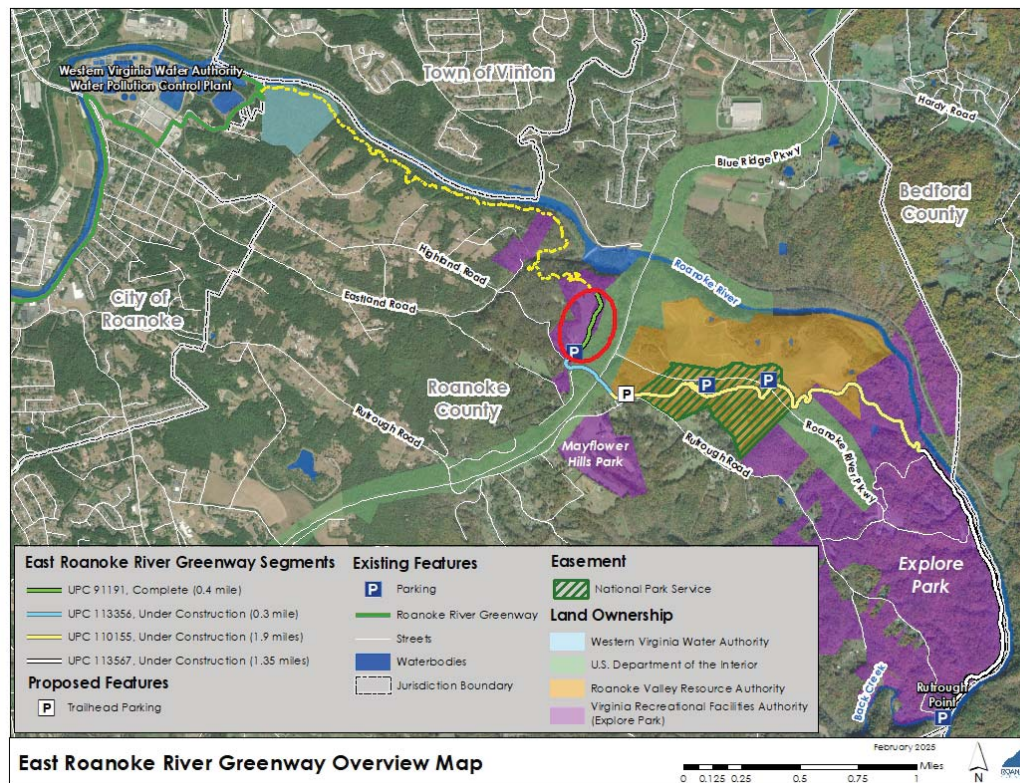 Western Virginia Water Authority
Water Pollution Control Plant
Town of Vinton
Hardy Road
Blue Ridge Pkwy
Bedford
County
Highland Road
Roanoke River
Eastland Road
City of
Roanoke
P
Roanoke
County
P
P
P
Rutrough Road
Mayflower
Hills Park
Rutrough Road
Roanoke River Pkwy
Explore
Park
Back Creek
Rutrough
Point
P
East Roanoke River Greenway Segments
UPC 91191, Complete (0.4 mile)
UPC 113356, Under Construction (0.3 mile)
UPC 110155, Under Construction (1.9 miles)
UPC 113567, Under Construction (1.35 miles)
Proposed Features
P Trailhead Parking
Existing Features
P Parking
Roanoke River Greenway
Streets
Waterbodies
Jurisdiction Boundary
Easement
National Park Service
Land Ownership
Western Virginia Water Authority
U.S. Department of the Interior
Roanoke Valley Resource Authority
Virginia Recreational Facilities Authority
(Explore Park)
East Roanoke River Greenway Overview Map
February 2025
Miles
0 0.125 0.25 0.5 0.75 1
N